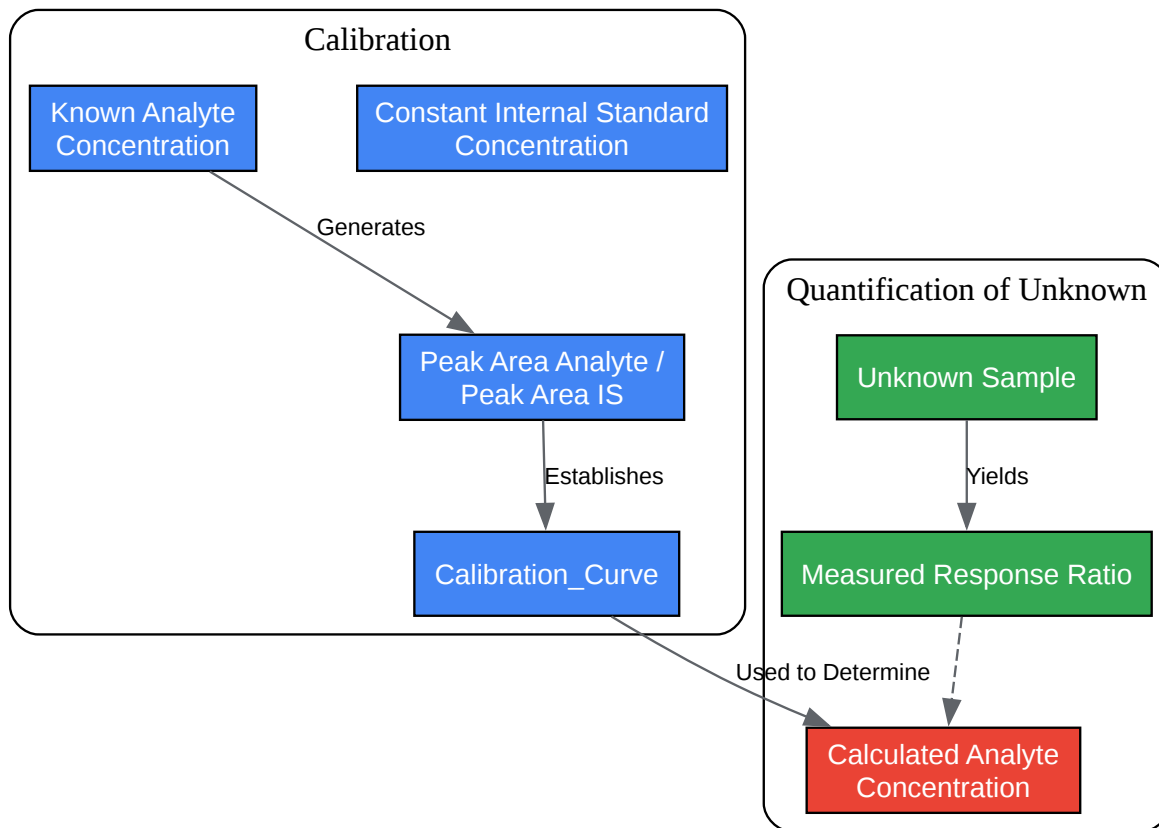 Calibration
Known Analyte
Concentration
Constant Internal Standard
Concentration
Generates
Peak Area Analyte /
Peak Area IS
Establishes
Calibration_Curve
Used to Determine
Quantification of Unknown
Unknown Sample
Yields
Measured Response Ratio
Calculated Analyte
Concentration